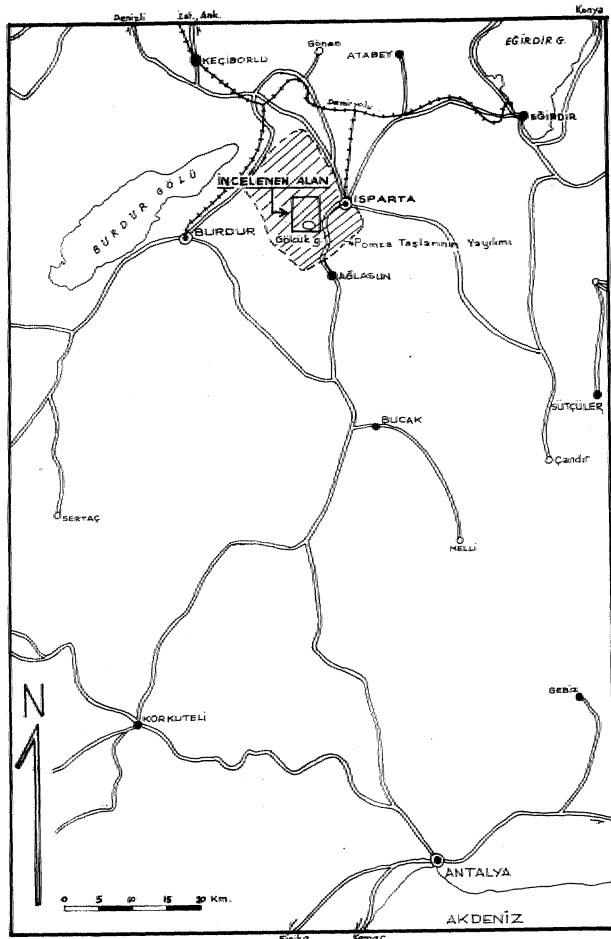 Denizli
İst., Ank.
Konya
KEÇİBORLU
Gönen
ATABEY
EĞİRDİR G.
Demiryolu
EĞİRDİR
BURDUR GÖLÜ
İNCELENEN ALAN
ISPARTA
BURDUR
Gölcük g.
Pomza Taşlarının Yayılımı
AĞLASUN
SÜTÇÜLER
BUCAK
Çandır
SERTAÇ
MELLİ
N
GEBİZ
KORKUTELİ
ANTALYA
0 5 10 15 20 Km.
AKDENİZ
Finike
Kemer